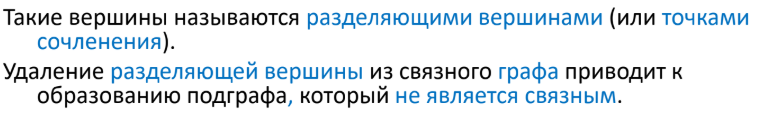 Такие вершины называются разделяющими вершинами (или точками
сочленения).
Удаление разделяющей вершины из связного графа приводит к
образованию подграфа, который не является связным.